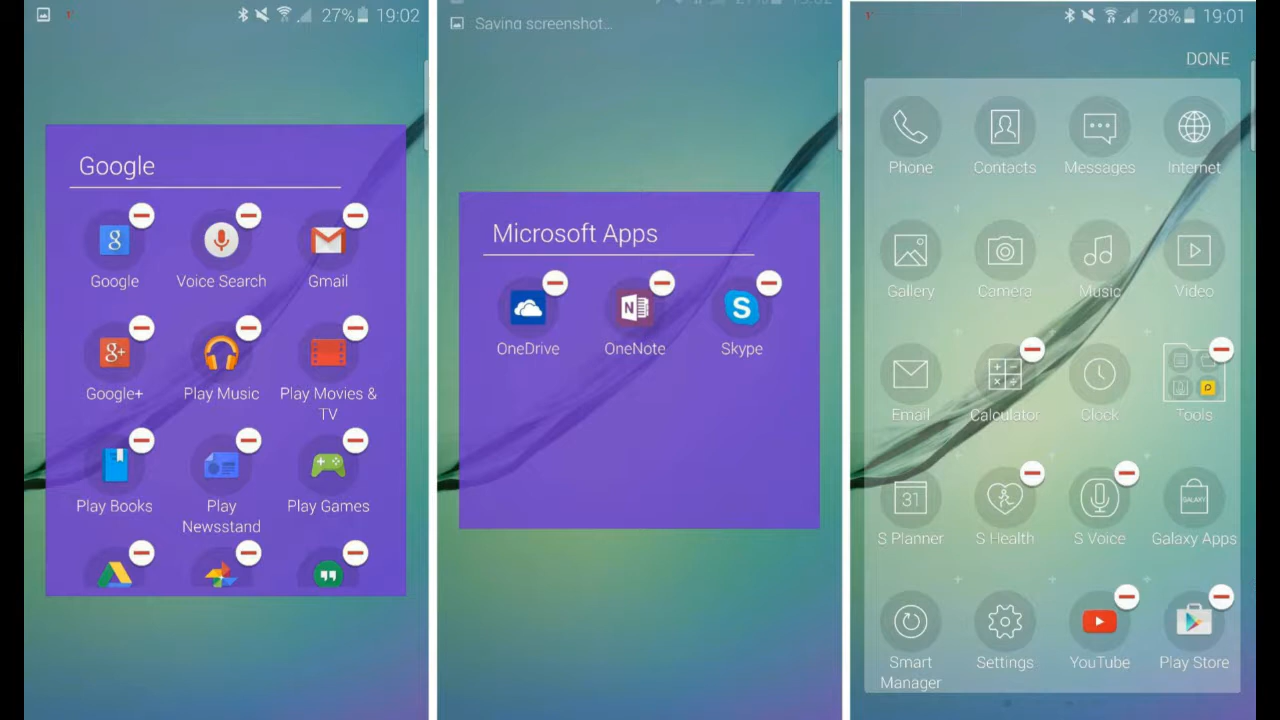 27% 19:02
Google
Google
Voice Search
Gmail
Google+
Play Music
Play Movies &
TV
Play Books
Play
Newsstand
Play Games
Saving screenshot...
Microsoft Apps
OneDrive
OneNote
Skype
28% 19:01
DONE
Phone
Contacts
Messages
Internet
Gallery
Camera
Music
Video
Email
Calculator
Clock
Tools
31
S Planner
S Health
S Voice
GALAXY
Galaxy Apps
Smart
Manager
Settings
YouTube
Play Store